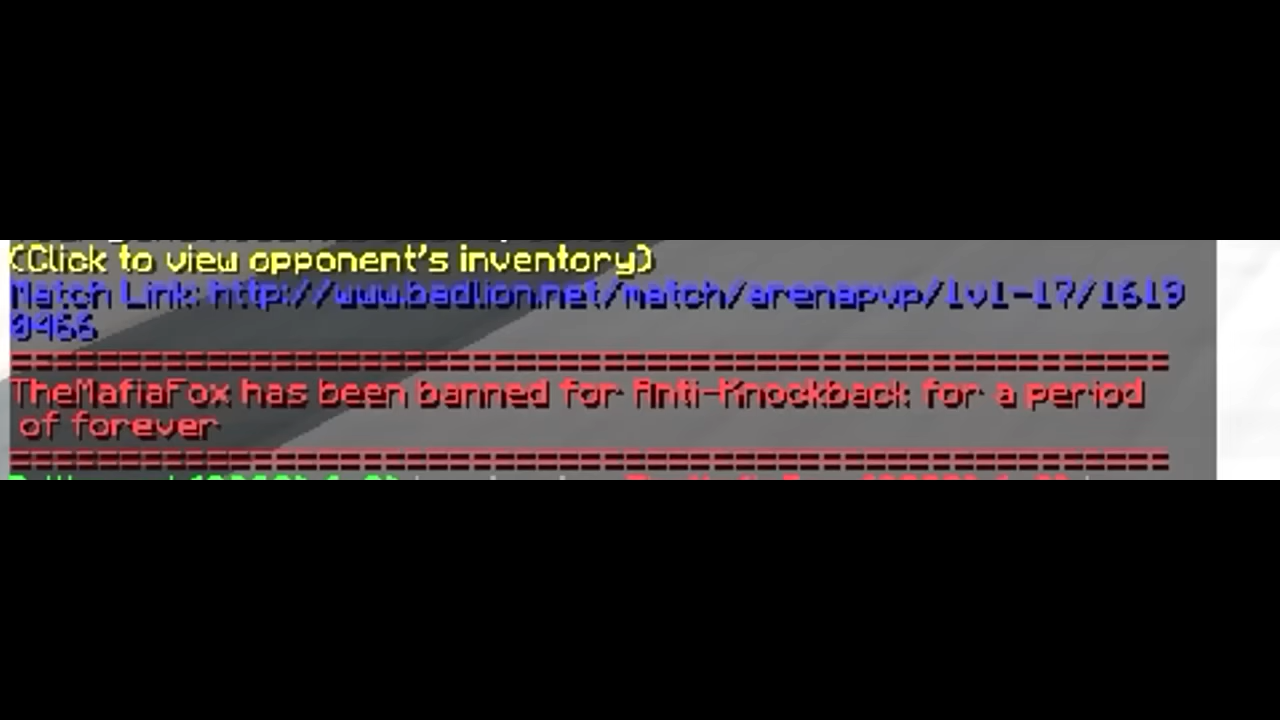 (Click to view opponent's inventory)
Match Link: http://www.badlion.net/match/arenapvp/1v1-17/1619
0466
=========================================
TheMafiaFox has been banned for Anti-Knockback for a period
of forever
=========================================